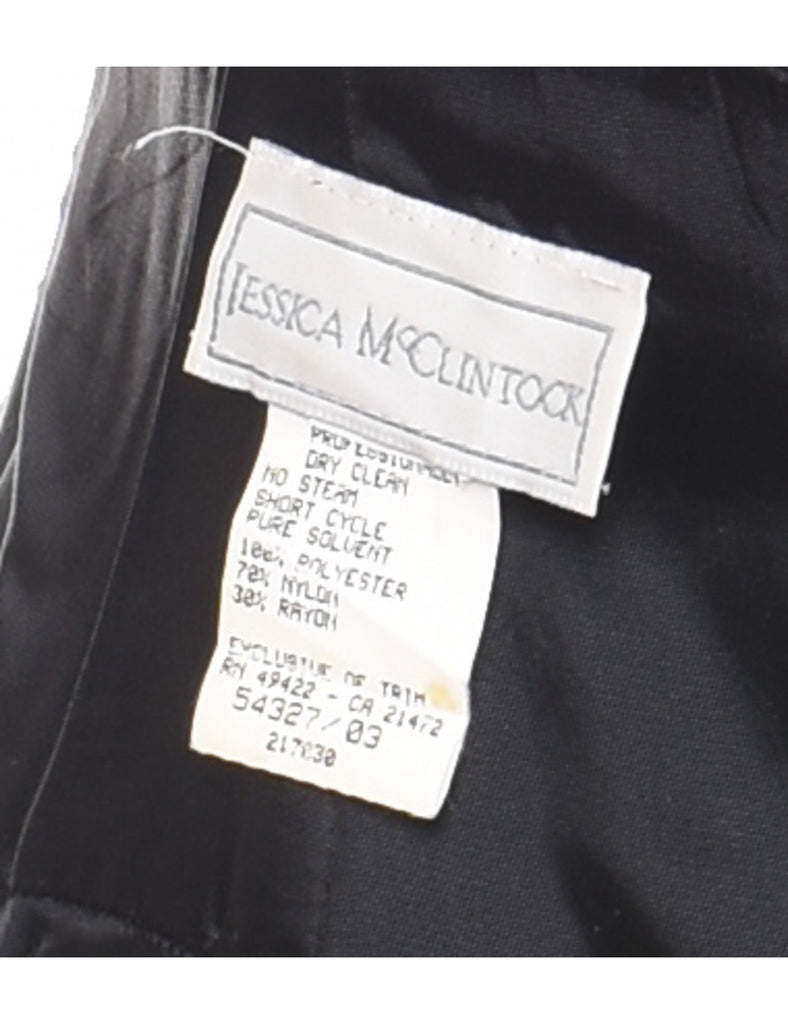 JESSICA MCCLINTOCK
PROFESSIONALLY
DRY CLEAN
NO STEAM
SHORT CYCLE
PURE SOLVENT
100% POLYESTER
70% NYLON
30% RAYON
EXCLUSIVE OF TRIM
RN 49422 - CA 21472
54327/03